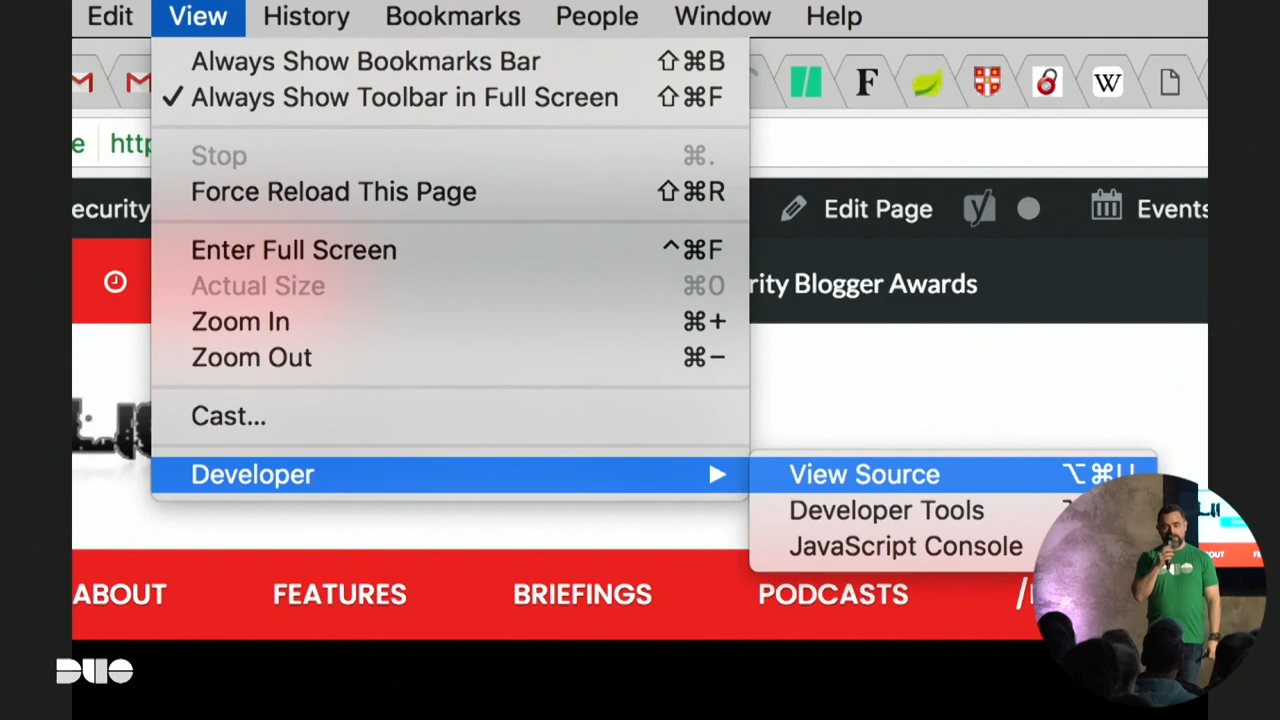 Edit View History Bookmarks People Window Help
Always Show Bookmarks Bar ⇧⌘B
✓ Always Show Toolbar in Full Screen ⇧⌘F
F W
e http
Stop ⌘.
Force Reload This Page ⇧⌘R
ecurity Edit Page Events
Enter Full Screen ^⌘F
Actual Size ⌘0
rity Blogger Awards
Zoom In ⌘+
Zoom Out ⌘−
Cast...
Developer ▶
View Source ⌥⌘U
Developer Tools
JavaScript Console
ABOUT FEATURES BRIEFINGS PODCASTS
DUO